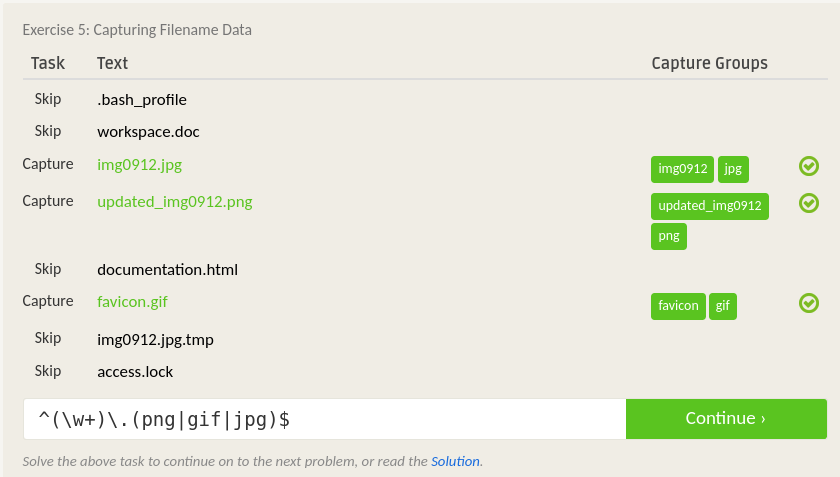 Exercise 5: Capturing Filename Data
Task Text Capture Groups
Skip .bash_profile
Skip workspace.doc
Capture img0912.jpg img0912 jpg
Capture updated_img0912.png updated_img0912
png
Skip documentation.html
Capture favicon.gif favicon gif
Skip img0912.jpg.tmp
Skip access.lock
^(\w+)\.(png|gif|jpg)$ Continue ›
Solve the above task to continue on to the next problem, or read the Solution.